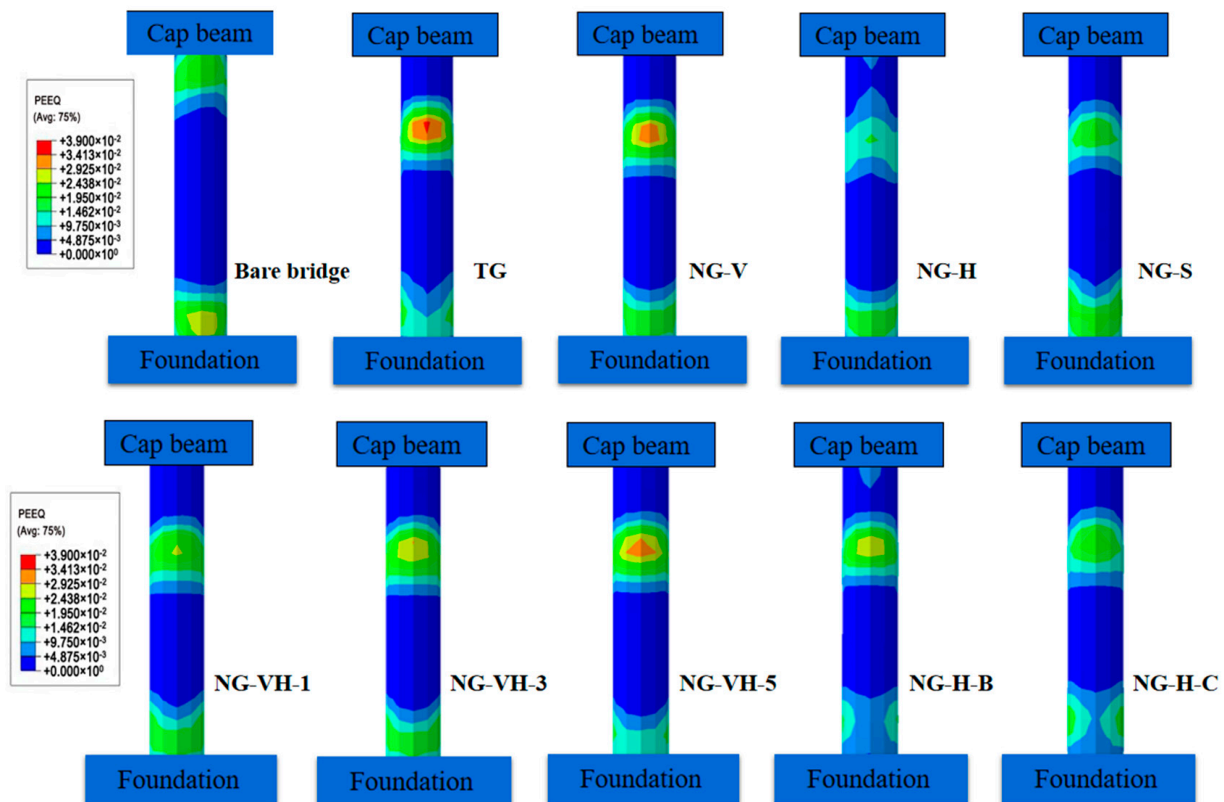 Cap beam
Cap beam
Cap beam
Cap beam
Cap beam
PEEQ
(Avg: 75%)
+3.900×10⁻²
+3.413×10⁻²
+2.925×10⁻²
+2.438×10⁻²
+1.950×10⁻²
+1.462×10⁻²
+9.750×10⁻³
+4.875×10⁻³
+0.000×10⁰
Bare bridge
TG
NG-V
NG-H
NG-S
Foundation
Foundation
Foundation
Foundation
Foundation
Cap beam
Cap beam
Cap beam
Cap beam
Cap beam
PEEQ
(Avg: 75%)
+3.900×10⁻²
+3.413×10⁻²
+2.925×10⁻²
+2.438×10⁻²
+1.950×10⁻²
+1.462×10⁻²
+9.750×10⁻³
+4.875×10⁻³
+0.000×10⁰
NG-VH-1
NG-VH-3
NG-VH-5
NG-H-B
NG-H-C
Foundation
Foundation
Foundation
Foundation
Foundation